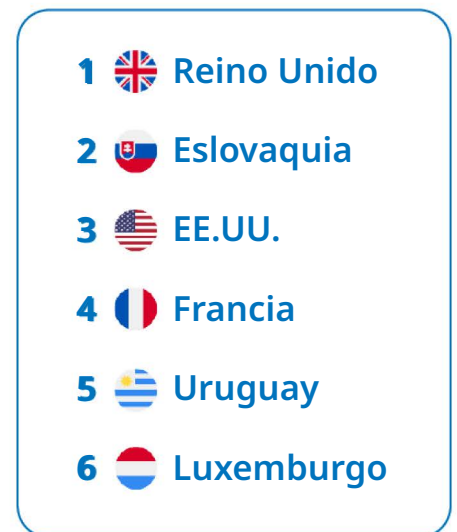 1 Reino Unido
2 Eslovaquia
3 EE.UU.
4 Francia
5 Uruguay
6 Luxemburgo